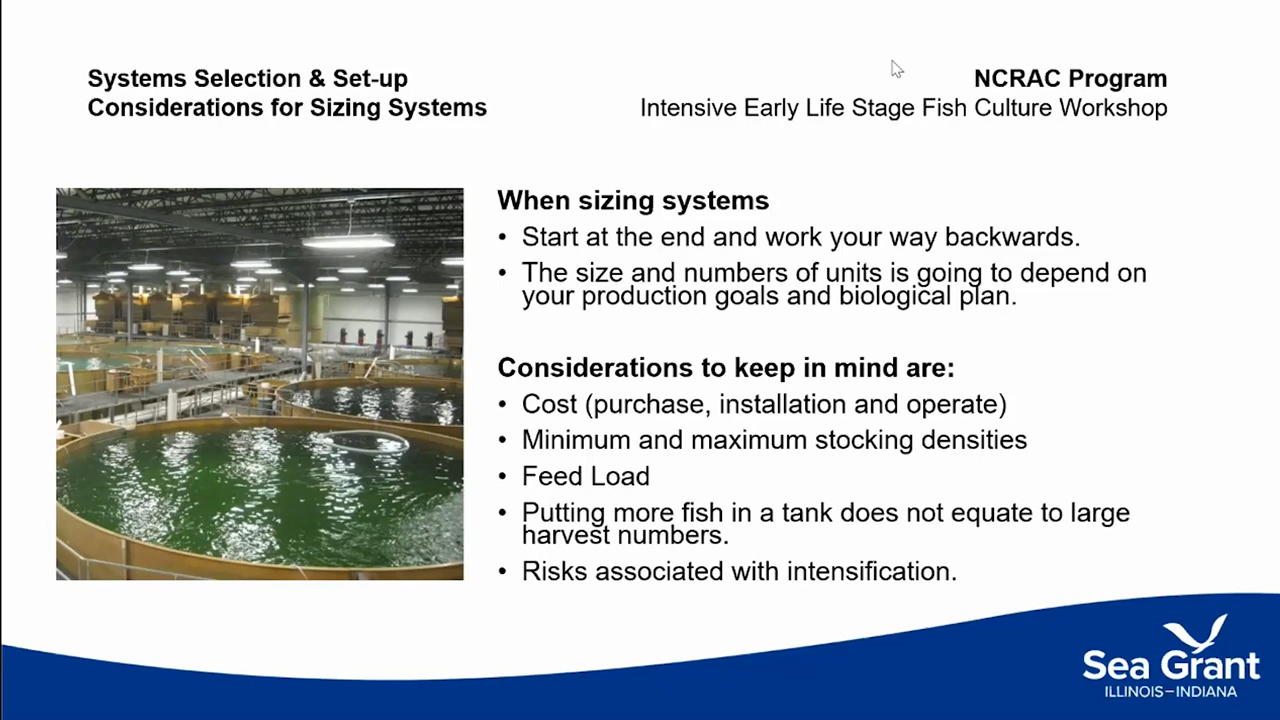 Systems Selection & Set-up
Considerations for Sizing Systems
NCRAC Program
Intensive Early Life Stage Fish Culture Workshop
When sizing systems
• Start at the end and work your way backwards.
• The size and numbers of units is going to depend on
your production goals and biological plan.
Considerations to keep in mind are:
• Cost (purchase, installation and operate)
• Minimum and maximum stocking densities
• Feed Load
• Putting more fish in a tank does not equate to large
harvest numbers.
• Risks associated with intensification.
Sea Grant
ILLINOIS–INDIANA